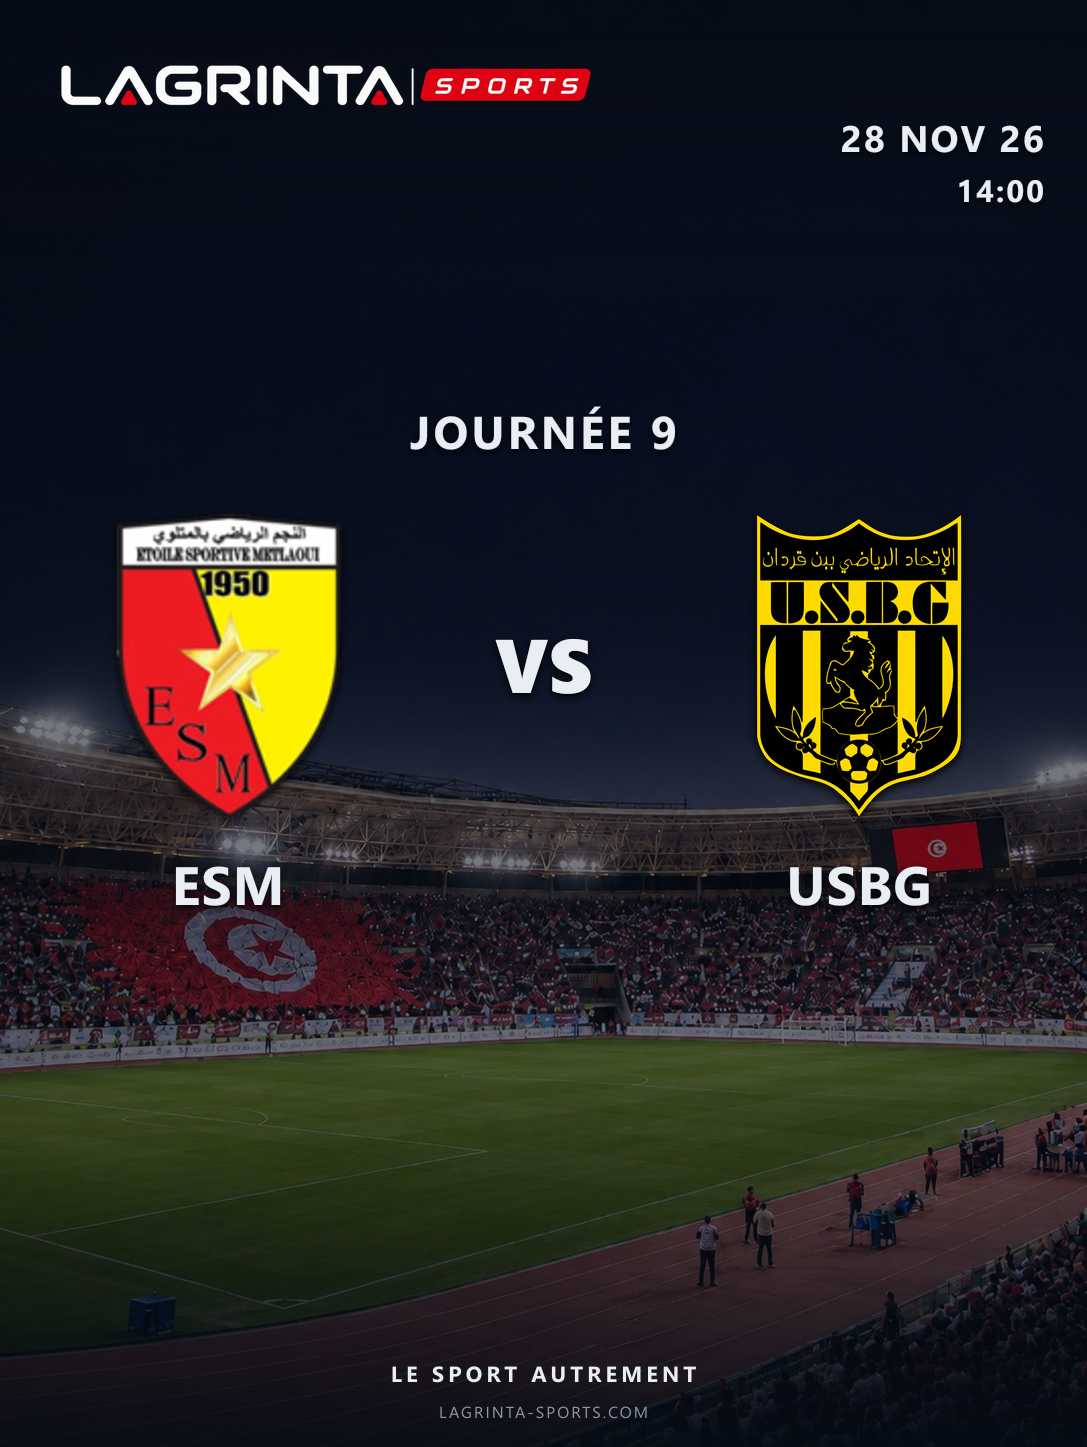 LAGRINTA SPORTS
28 NOV 26
14:00
JOURNÉE 9
النجم الرياضي بالمتلوي
ETOILE SPORTIVE METLAOUI
1950
E
S
M
VS
الإتحاد الرياضي ببن قردان
U.S.B.G
ESM
USBG
LE SPORT AUTREMENT
LAGRINTA-SPORTS.COM